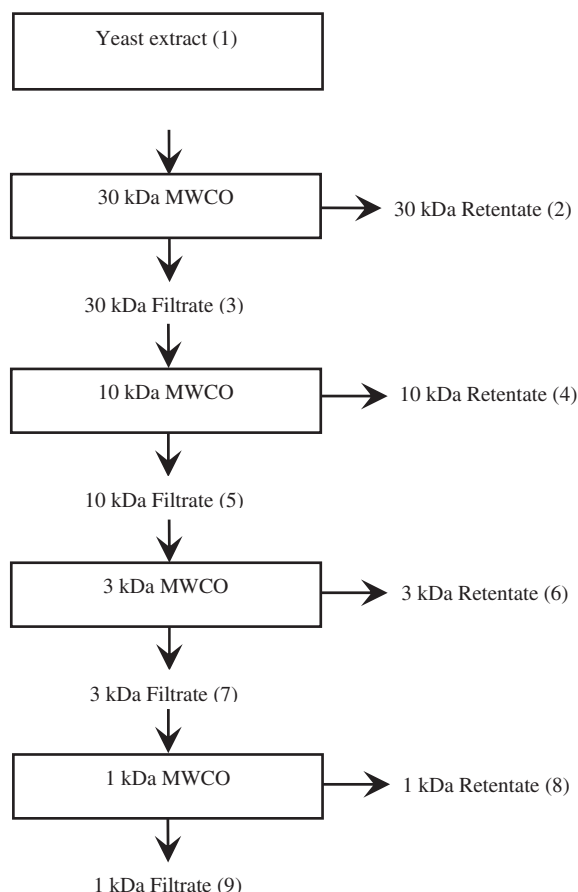 Yeast extract (1)
30 kDa MWCO
30 kDa Retentate (2)
30 kDa Filtrate (3)
10 kDa MWCO
10 kDa Retentate (4)
10 kDa Filtrate (5)
3 kDa MWCO
3 kDa Retentate (6)
3 kDa Filtrate (7)
1 kDa MWCO
1 kDa Retentate (8)
1 kDa Filtrate (9)